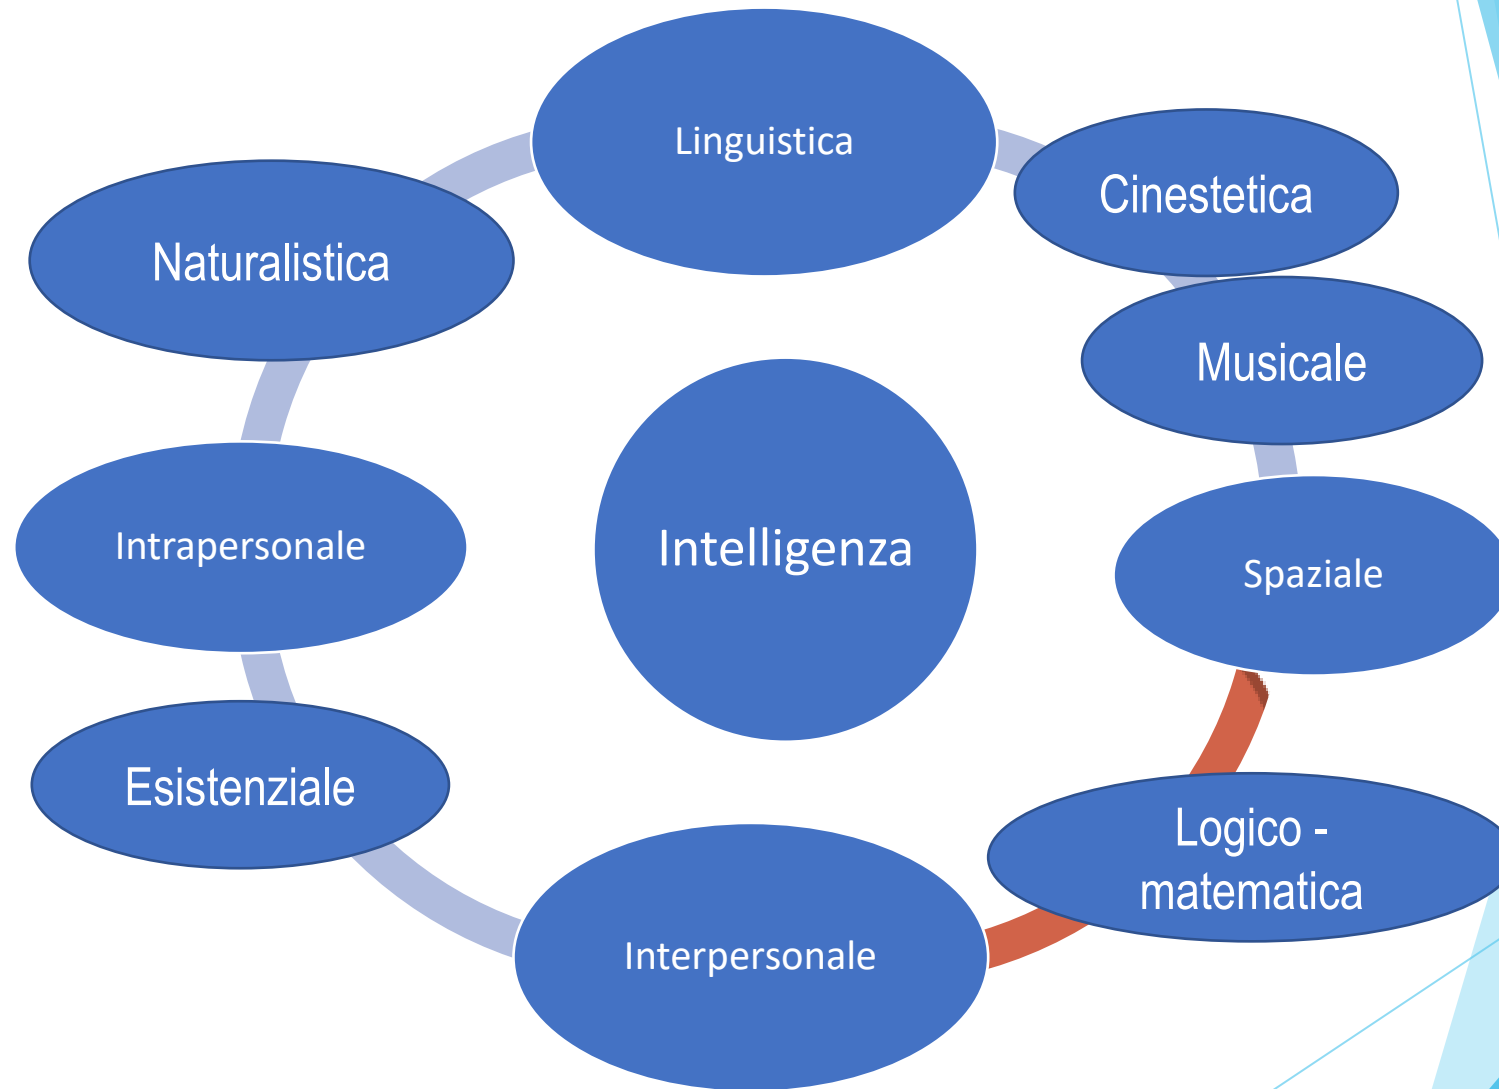 Linguistica
Cinestetica
Naturalistica
Musicale
Intrapersonale
Intelligenza
Spaziale
Esistenziale
Logico -
matematica
Interpersonale